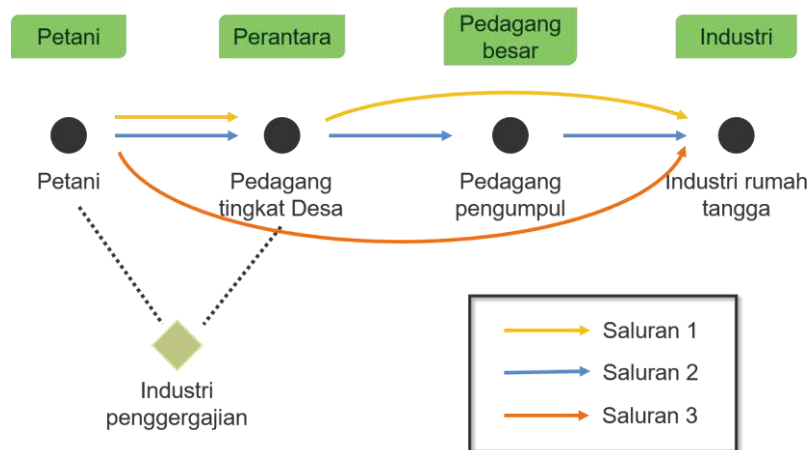 Petani
Perantara
Pedagang
besar
Industri
Petani
Pedagang
tingkat Desa
Pedagang
pengumpul
Industri rumah
tangga
Industri
penggergajian
Saluran 1
Saluran 2
Saluran 3